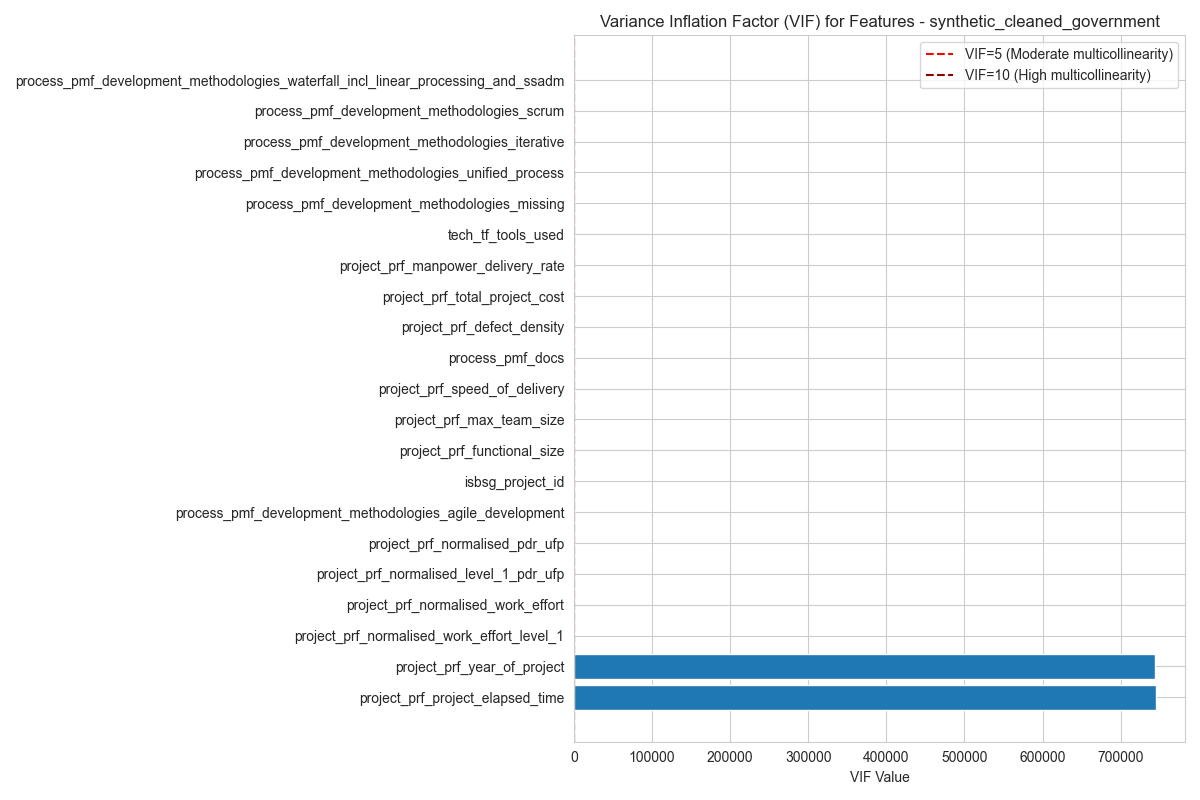 Variance Inflation Factor (VIF) for Features - synthetic_cleaned_government
VIF=5 (Moderate multicollinearity)
VIF=10 (High multicollinearity)
process_pmf_development_methodologies_waterfall_incl_linear_processing_and_ssadm
process_pmf_development_methodologies_scrum
process_pmf_development_methodologies_iterative
process_pmf_development_methodologies_unified_process
process_pmf_development_methodologies_missing
tech_tf_tools_used
project_prf_manpower_delivery_rate
project_prf_total_project_cost
project_prf_defect_density
process_pmf_docs
project_prf_speed_of_delivery
project_prf_max_team_size
project_prf_functional_size
isbsg_project_id
process_pmf_development_methodologies_agile_development
project_prf_normalised_pdr_ufp
project_prf_normalised_level_1_pdr_ufp
project_prf_normalised_work_effort
project_prf_normalised_work_effort_level_1
project_prf_year_of_project
project_prf_project_elapsed_time
0 100000 200000 300000 400000 500000 600000 700000
VIF Value